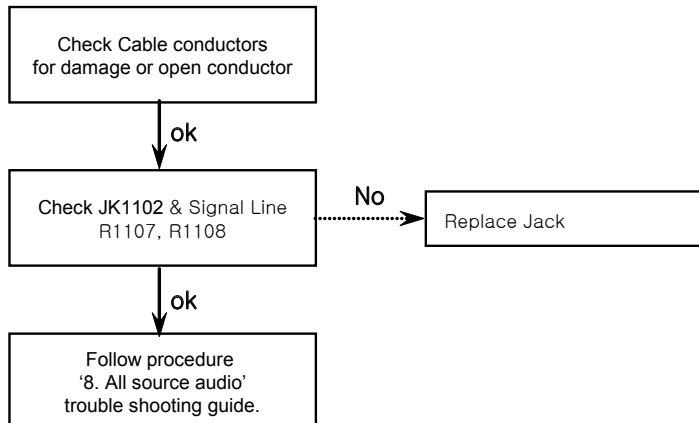 Check Cable conductors
for damage or open conductor
ok
Check JK1102 & Signal Line
R1107, R1108
No
Replace Jack
ok
Follow procedure
‘8. All source audio’
trouble shooting guide.